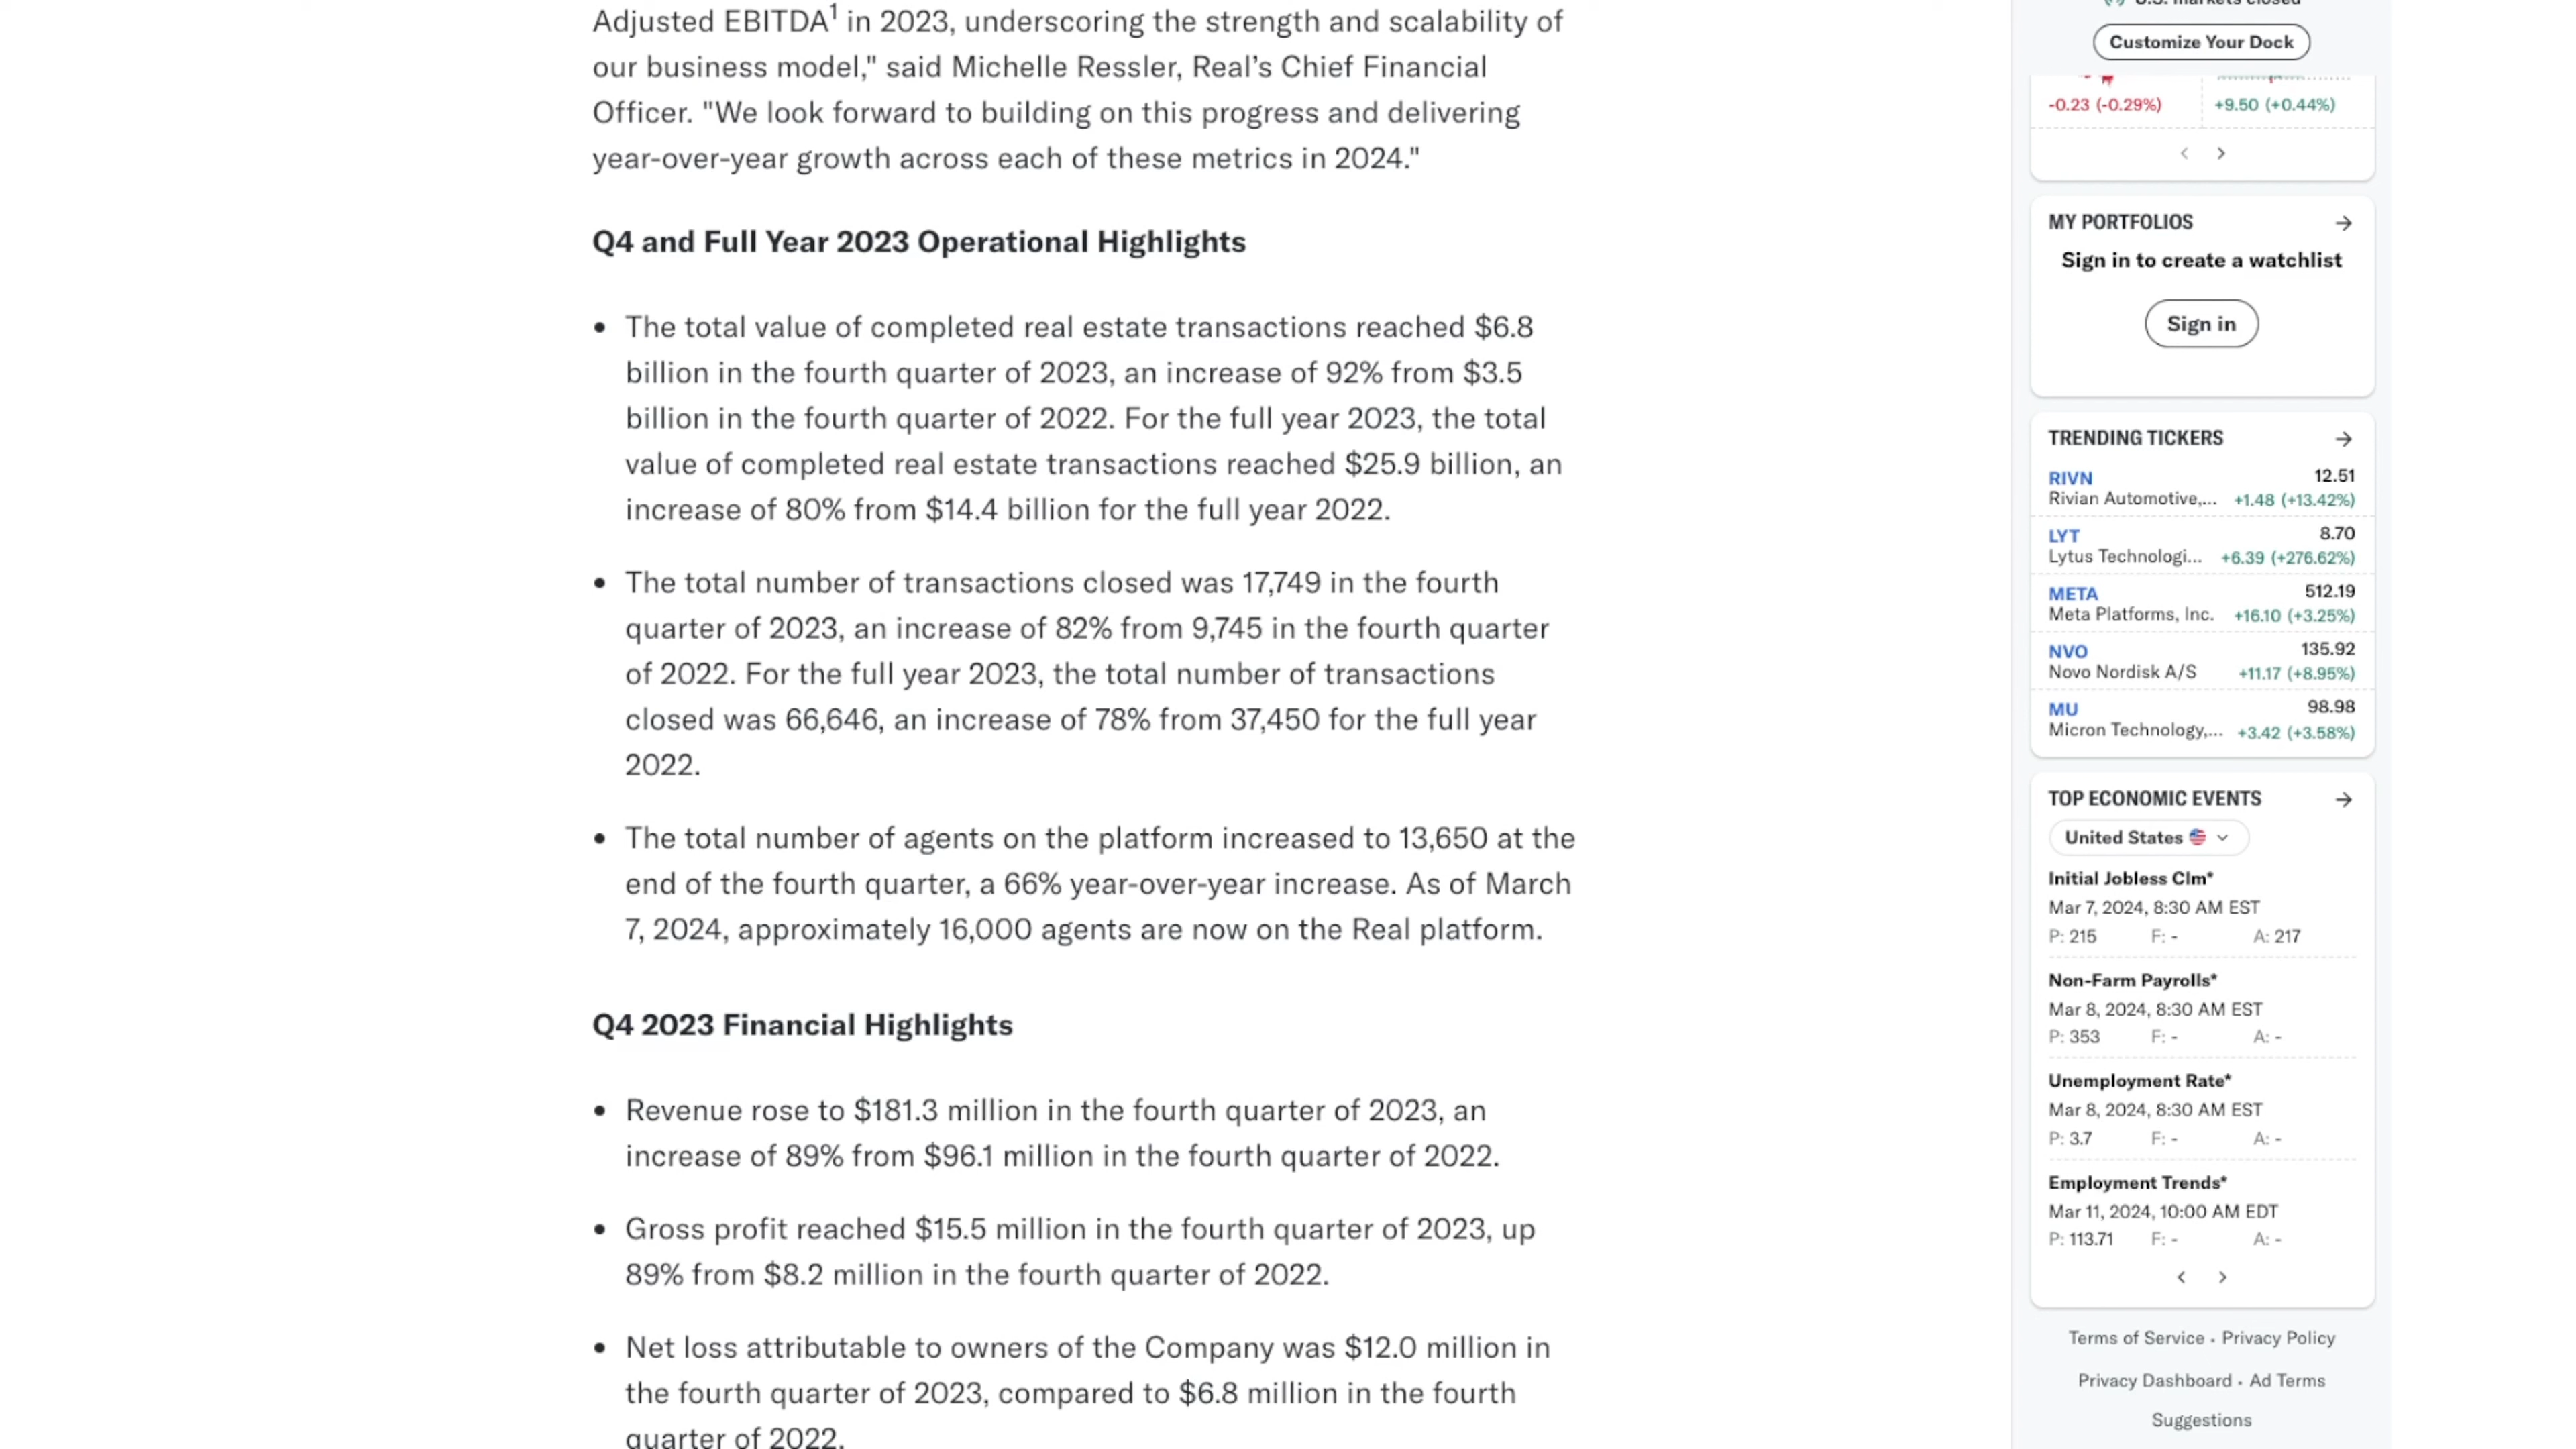 Adjusted EBITDA1 in 2023, underscoring the strength and scalability of
our business model," said Michelle Ressler, Real’s Chief Financial
Officer. "We look forward to building on this progress and delivering
year-over-year growth across each of these metrics in 2024."
Q4 and Full Year 2023 Operational Highlights
• The total value of completed real estate transactions reached $6.8
billion in the fourth quarter of 2023, an increase of 92% from $3.5
billion in the fourth quarter of 2022. For the full year 2023, the total
value of completed real estate transactions reached $25.9 billion, an
increase of 80% from $14.4 billion for the full year 2022.
• The total number of transactions closed was 17,749 in the fourth
quarter of 2023, an increase of 82% from 9,745 in the fourth quarter
of 2022. For the full year 2023, the total number of transactions
closed was 66,646, an increase of 78% from 37,450 for the full year
2022.
• The total number of agents on the platform increased to 13,650 at the
end of the fourth quarter, a 66% year-over-year increase. As of March
7, 2024, approximately 16,000 agents are now on the Real platform.
Q4 2023 Financial Highlights
• Revenue rose to $181.3 million in the fourth quarter of 2023, an
increase of 89% from $96.1 million in the fourth quarter of 2022.
• Gross profit reached $15.5 million in the fourth quarter of 2023, up
89% from $8.2 million in the fourth quarter of 2022.
• Net loss attributable to owners of the Company was $12.0 million in
the fourth quarter of 2023, compared to $6.8 million in the fourth
quarter of 2022.
U.S. markets closed
Customize Your Dock
-0.23 (-0.29%) +9.50 (+0.44%)
MY PORTFOLIOS
Sign in to create a watchlist
Sign in
TRENDING TICKERS
RIVN 12.51
Rivian Automotive,... +1.48 (+13.42%)
LYT 8.70
Lytus Technologi... +6.39 (+276.62%)
META 512.19
Meta Platforms, Inc. +16.10 (+3.25%)
NVO 135.92
Novo Nordisk A/S +11.17 (+8.95%)
MU 98.98
Micron Technology,... +3.42 (+3.58%)
TOP ECONOMIC EVENTS
United States
Initial Jobless Clm*
Mar 7, 2024, 8:30 AM EST
P: 215 F: - A: 217
Non-Farm Payrolls*
Mar 8, 2024, 8:30 AM EST
P: 353 F: - A: -
Unemployment Rate*
Mar 8, 2024, 8:30 AM EST
P: 3.7 F: - A: -
Employment Trends*
Mar 11, 2024, 10:00 AM EDT
P: 113.71 F: - A: -
Terms of Service • Privacy Policy
Privacy Dashboard • Ad Terms
Suggestions